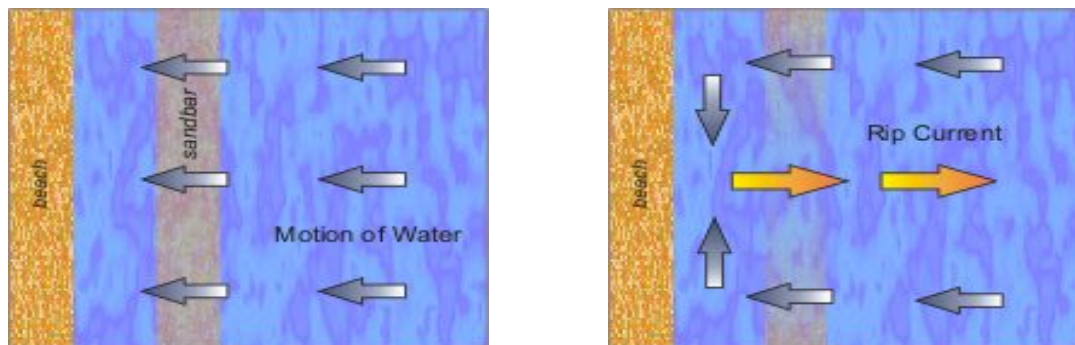 beach
sandbar
Motion of Water
beach
Rip Current